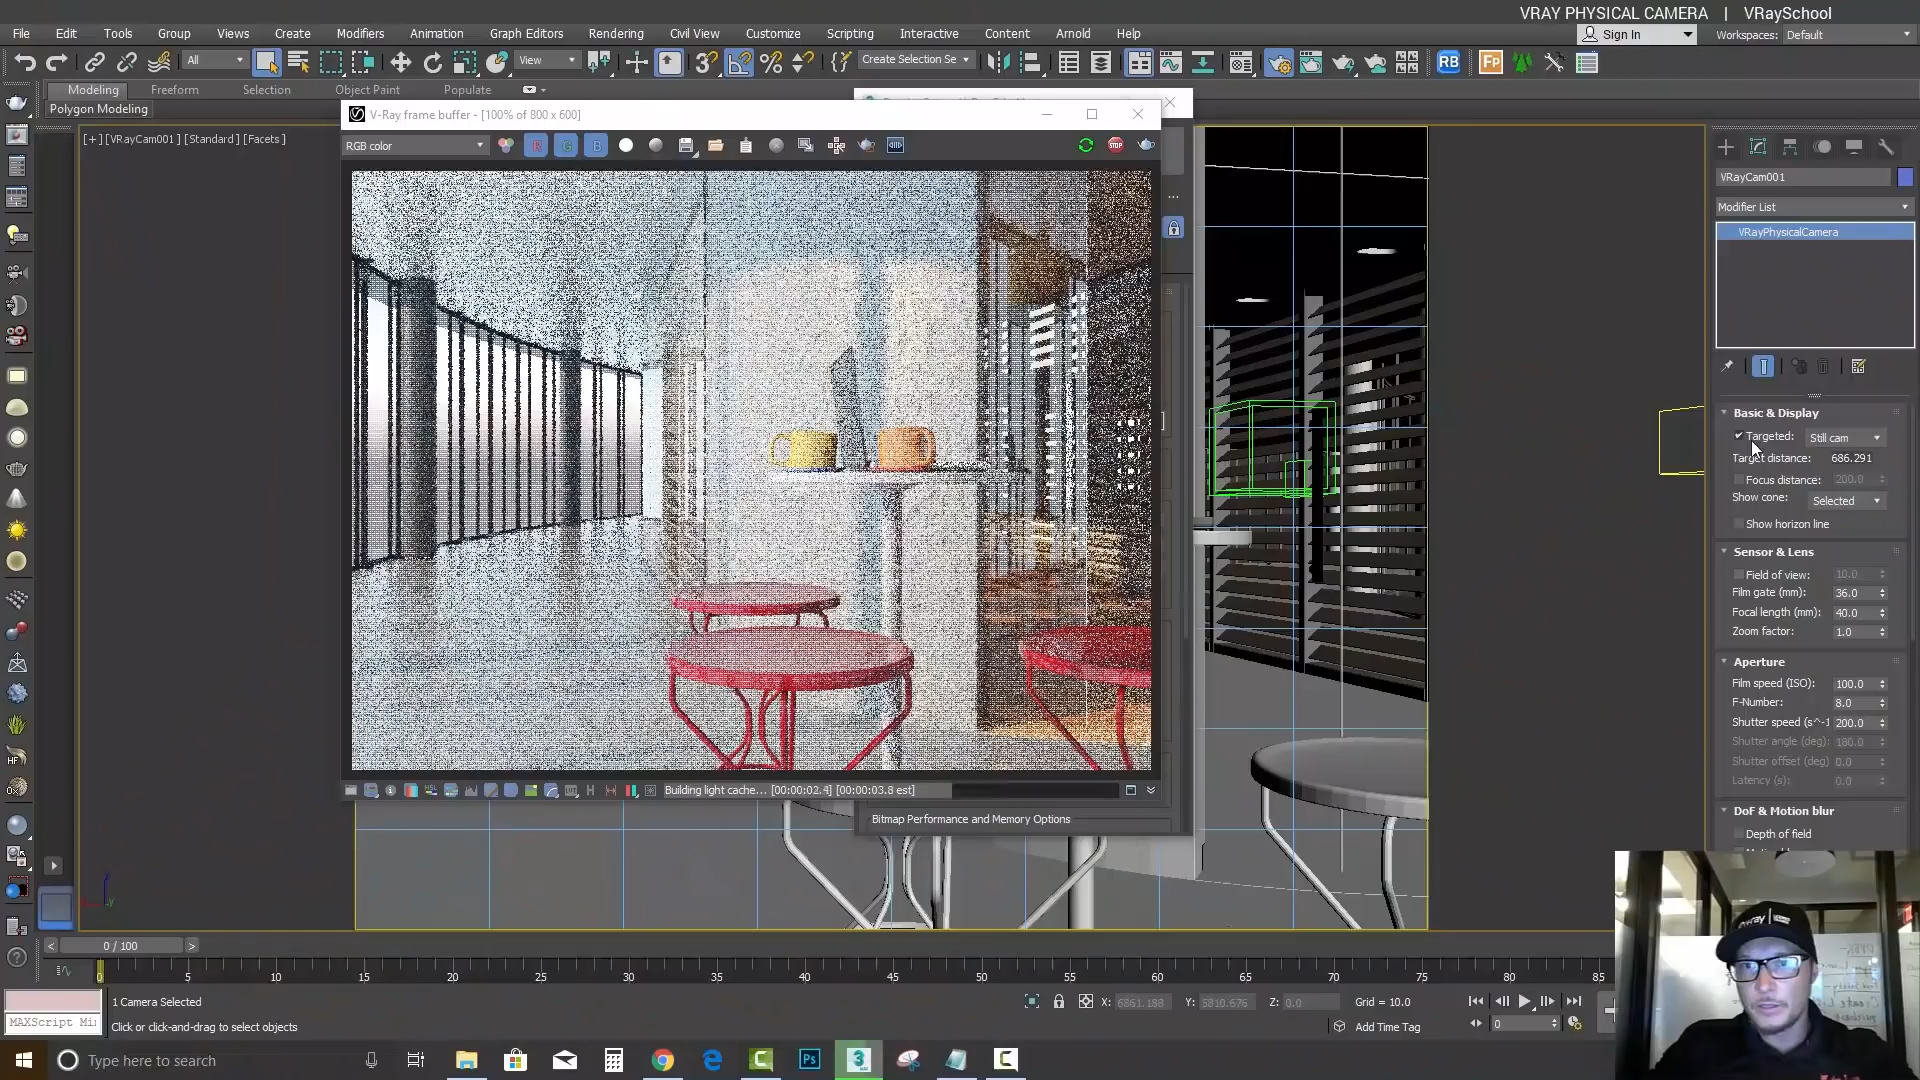 VRAY PHYSICAL CAMERA | VRaySchool
File Edit Tools Group Views Create Modifiers Animation Graph Editors Rendering Civil View Customize Scripting Interactive Content Arnold Help
Sign In Workspaces: Default
All View Create Selection Se
RB Fp
Modeling Freeform Selection Object Paint Populate
Polygon Modeling
V-Ray frame buffer - [100% of 800 x 600]
[+] [VRayCam001] [Standard] [Facets]
RGB color
R G B
STOP
VRayCam001
Modifier List
VRayPhysicalCamera
Basic & Display
Targeted: Still cam
Target distance: 686.291
Focus distance: 200.0
Show cone: Selected
Show horizon line
Sensor & Lens
Field of view: 10.0
Film gate (mm): 36.0
Focal length (mm): 40.0
Zoom factor: 1.0
Aperture
Film speed (ISO): 100.0
F-Number: 8.0
Shutter speed (s^-1 200.0
Shutter angle (deg): 180.0
Shutter offset (deg) 0.0
Latency (s): 0.0
DoF & Motion blur
Depth of field
Building light cache... [00:00:02.4] [00:00:03.8 est]
Bitmap Performance and Memory Options
< 0 / 100 >
0 5 10 15 20 25 30 35 40 45 50 55 60 65 70 75 80 85
1 Camera Selected
X: 6861.188 Y: 5810.676 Z: 0.0 Grid = 10.0
MAXScript Mi
Click or click-and-drag to select objects
Add Time Tag
0
Type here to search
Ps
3